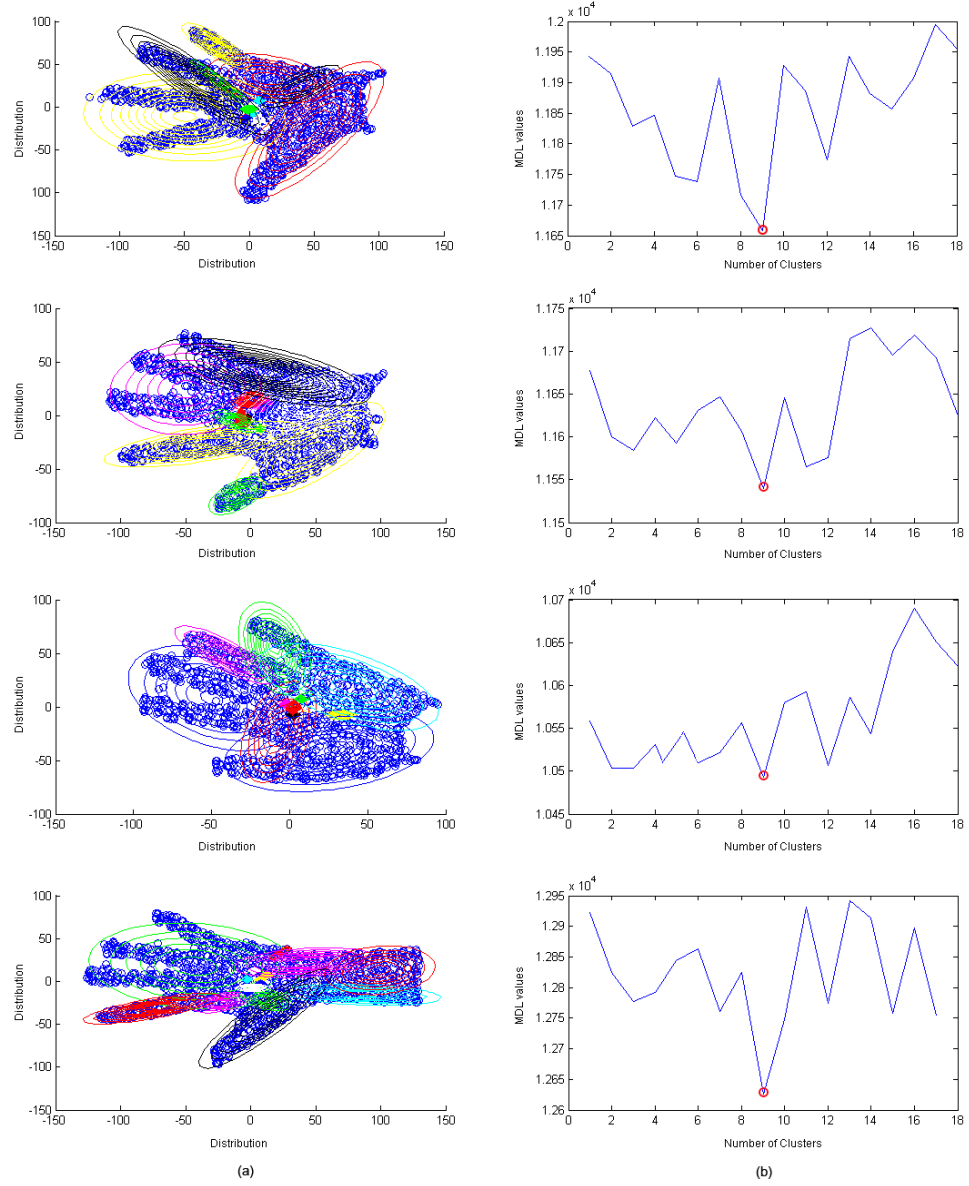 100
50
0
-50
100
150
Distribution
-150 -100 -50 0 50 100 150
Distribution
x 10^4
1.2
1.195
1.19
1.185
1.18
1.175
1.17
1.165
MDL values
0 2 4 6 8 10 12 14 16 18
Number of Clusters
100
50
0
-50
-100
Distribution
-150 -100 -50 0 50 100 150
Distribution
x 10^4
1.175
1.17
1.165
1.16
1.155
1.15
MDL values
0 2 4 6 8 10 12 14 16 18
Number of Clusters
100
50
0
-50
-100
Distribution
-150 -100 -50 0 50 100
Distribution
x 10^4
1.07
1.065
1.06
1.055
1.05
1.045
MDL values
0 2 4 6 8 10 12 14 16 18
Number of Clusters
100
50
0
-50
-100
-150
Distribution
-150 -100 -50 0 50 100 150
Distribution
x 10^4
1.295
1.29
1.285
1.28
1.275
1.27
1.265
1.26
MDL values
0 2 4 6 8 10 12 14 16 18
Number of Clusters
(a)
(b)